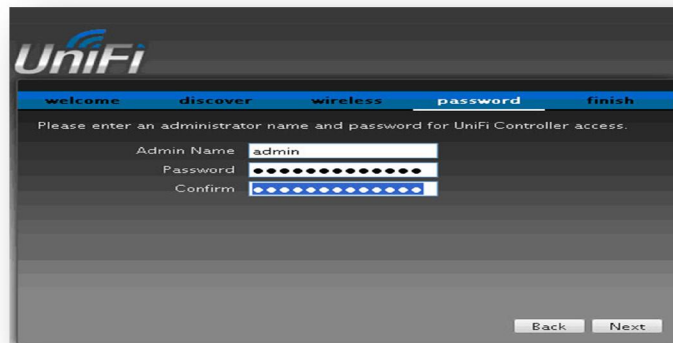 UniFi
welcome discover wireless password finish
Please enter an administrator name and password for UniFi Controller access.
Admin Name admin
Password ●●●●●●●●●●●●●
Confirm ●●●●●●●●●●●●●
Back Next